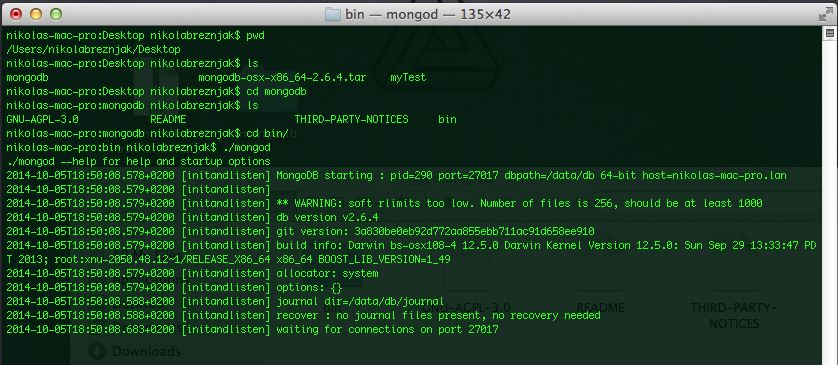 bin — mongod — 135×42
nikolas-mac-pro:Desktop nikolabreznjak$ pwd
/Users/nikolabreznjak/Desktop
nikolas-mac-pro:Desktop nikolabreznjak$ ls
mongodb mongodb-osx-x86_64-2.6.4.tar myTest
nikolas-mac-pro:Desktop nikolabreznjak$ cd mongodb
nikolas-mac-pro:mongodb nikolabreznjak$ ls
GNU-AGPL-3.0 README THIRD-PARTY-NOTICES bin
nikolas-mac-pro:mongodb nikolabreznjak$ cd bin/
nikolas-mac-pro:bin nikolabreznjak$ ./mongod
./mongod --help for help and startup options
2014-10-05T18:50:08.578+0200 [initandlisten] MongoDB starting : pid=290 port=27017 dbpath=/data/db 64-bit host=nikolas-mac-pro.lan
2014-10-05T18:50:08.579+0200 [initandlisten]
2014-10-05T18:50:08.579+0200 [initandlisten] ** WARNING: soft rlimits too low. Number of files is 256, should be at least 1000
2014-10-05T18:50:08.579+0200 [initandlisten] db version v2.6.4
2014-10-05T18:50:08.579+0200 [initandlisten] git version: 3a830be0eb92d772aa855ebb711ac91d658ee910
2014-10-05T18:50:08.579+0200 [initandlisten] build info: Darwin bs-osx108-4 12.5.0 Darwin Kernel Version 12.5.0: Sun Sep 29 13:33:47 PD
T 2013; root:xnu-2050.48.12~1/RELEASE_X86_64 x86_64 BOOST_LIB_VERSION=1_49
2014-10-05T18:50:08.579+0200 [initandlisten] allocator: system
2014-10-05T18:50:08.579+0200 [initandlisten] options: {}
2014-10-05T18:50:08.588+0200 [initandlisten] journal dir=/data/db/journal
2014-10-05T18:50:08.588+0200 [initandlisten] recover : no journal files present, no recovery needed
2014-10-05T18:50:08.683+0200 [initandlisten] waiting for connections on port 27017
bin GNU-AGPL-3.0 README THIRD-PARTY-
NOTICES
Downloads